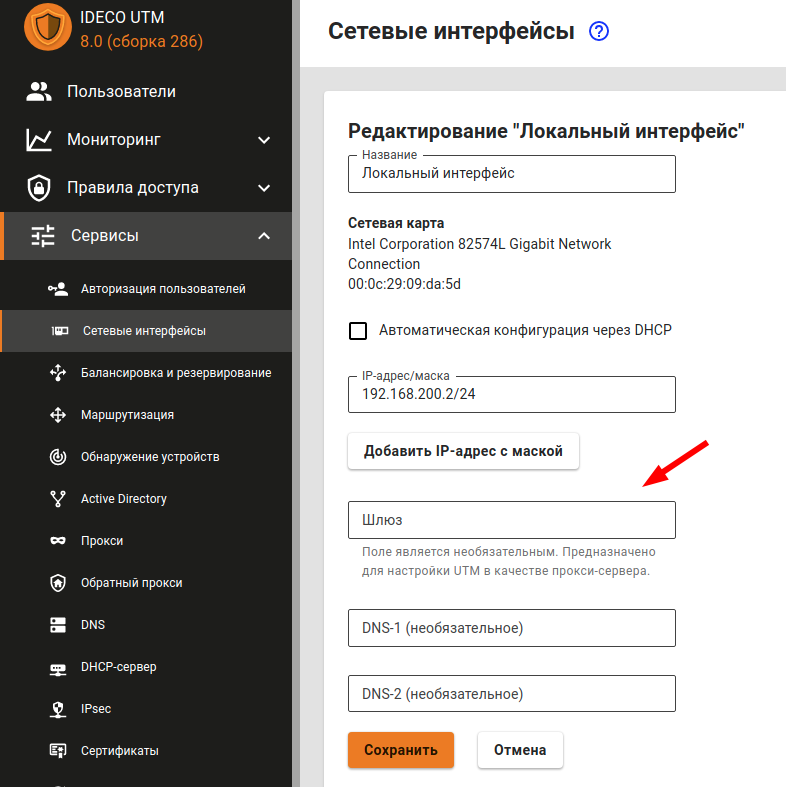 IDECO UTM
8.0 (сборка 286)
Пользователи
Мониторинг
Правила доступа
Сервисы
Авторизация пользователей
Сетевые интерфейсы
Балансировка и резервирование
Маршрутизация
Обнаружение устройств
Active Directory
Прокси
Обратный прокси
DNS
DHCP-сервер
IPsec
Сертификаты
Сетевые интерфейсы
Редактирование "Локальный интерфейс"
Название
Локальный интерфейс
Сетевая карта
Intel Corporation 82574L Gigabit Network
Connection
00:0c:29:09:da:5d
Автоматическая конфигурация через DHCP
IP-адрес/маска
192.168.200.2/24
Добавить IP-адрес с маской
Шлюз
Поле является необязательным. Предназначено
для настройки UTM в качестве прокси-сервера.
DNS-1 (необязательное)
DNS-2 (необязательное)
Сохранить
Отмена